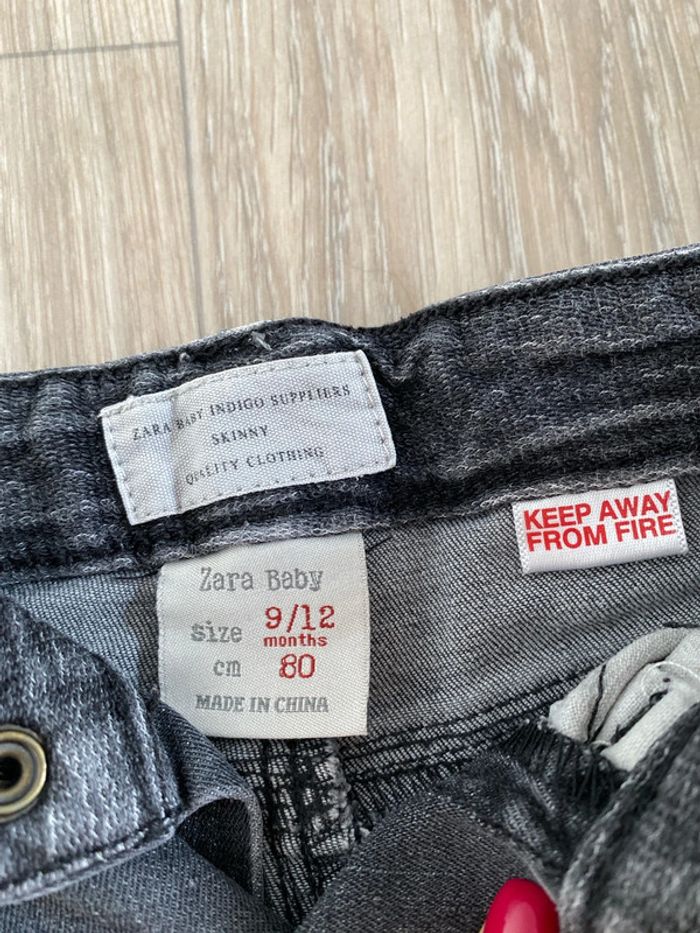 ZARA BABY INDIGO SUPPLIERS
SKINNY
QUALITY CLOTHING
KEEP AWAY
FROM FIRE
Zara Baby
size 9/12
months
cm 80
MADE IN CHINA